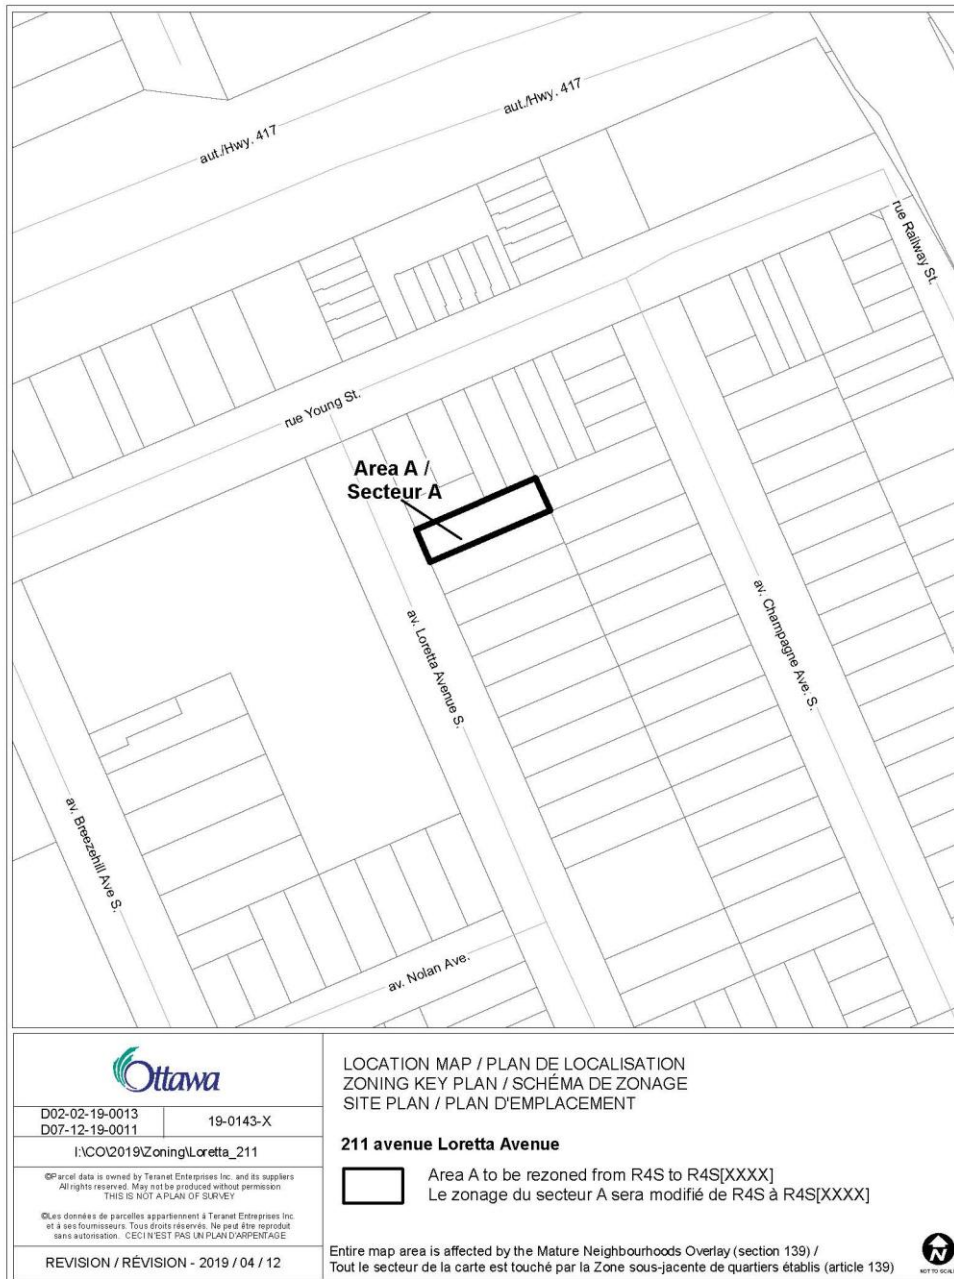 aut./Hwy. 417
aut./Hwy. 417
rue Railway St.
rue Young St.
Area A /
Secteur A
av. Loretta Avenue S.
av. Champagne Ave. S.
av. Breezehill Ave S.
av. Nolan Ave.
Ottawa
D02-02-19-0013
D07-12-19-0011
19-0143-X
I:\CO\2019\Zoning\Loretta_211
©Parcel data is owned by Teranet Enterprises Inc. and its suppliers
All rights reserved. May not be produced without permission
THIS IS NOT A PLAN OF SURVEY
©Les données de parcelles appartiennent à Teranet Entreprises Inc.
et à ses fournisseurs. Tous droits réservés. Ne peut être reproduit
sans autorisation. CECI N'EST PAS UN PLAN D'ARPENTAGE
REVISION / RÉVISION - 2019 / 04 / 12
LOCATION MAP / PLAN DE LOCALISATION
ZONING KEY PLAN / SCHÉMA DE ZONAGE
SITE PLAN / PLAN D'EMPLACEMENT
211 avenue Loretta Avenue
Area A to be rezoned from R4S to R4S[XXXX]
Le zonage du secteur A sera modifié de R4S à R4S[XXXX]
Entire map area is affected by the Mature Neighbourhoods Overlay (section 139) /
Tout le secteur de la carte est touché par la Zone sous-jacente de quartiers établis (article 139)
N
NOT TO SCALE